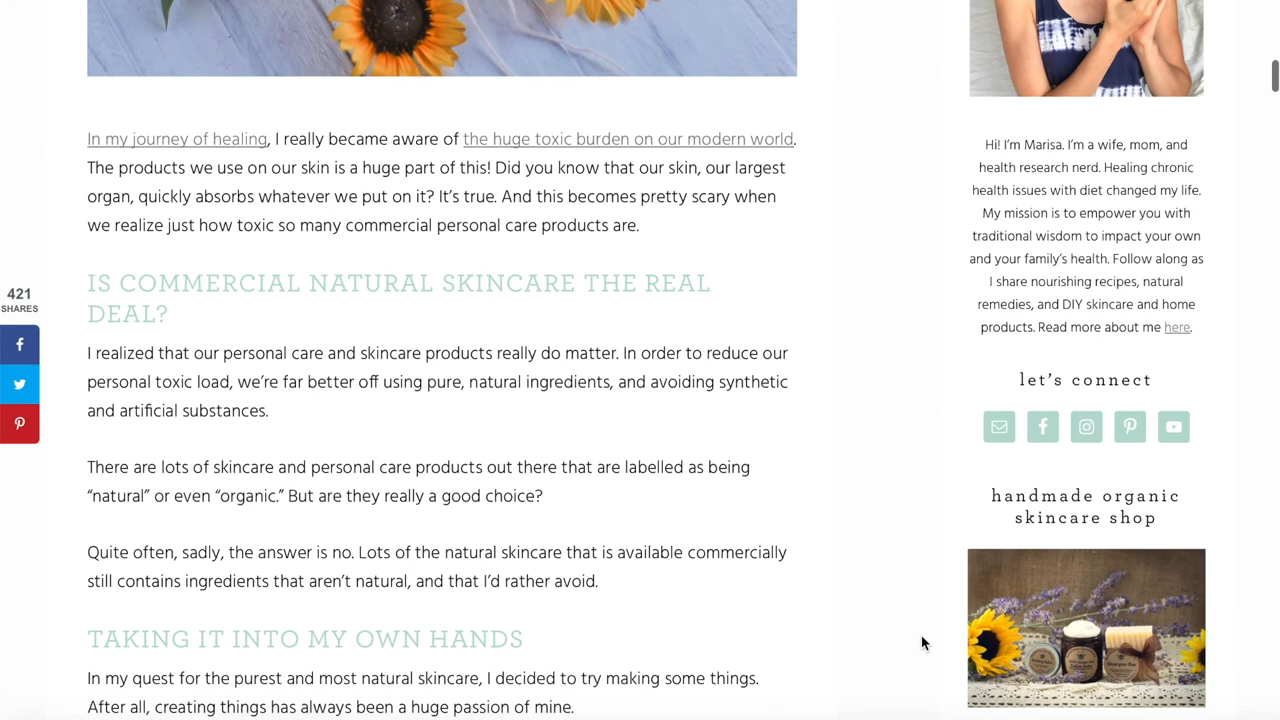 In my journey of healing, I really became aware of the huge toxic burden on our modern world.
The products we use on our skin is a huge part of this! Did you know that our skin, our largest
organ, quickly absorbs whatever we put on it? It’s true. And this becomes pretty scary when
we realize just how toxic so many commercial personal care products are.
IS COMMERCIAL NATURAL SKINCARE THE REAL
DEAL?
I realized that our personal care and skincare products really do matter. In order to reduce our
personal toxic load, we’re far better off using pure, natural ingredients, and avoiding synthetic
and artificial substances.
There are lots of skincare and personal care products out there that are labelled as being
“natural” or even “organic.” But are they really a good choice?
Quite often, sadly, the answer is no. Lots of the natural skincare that is available commercially
still contains ingredients that aren’t natural, and that I’d rather avoid.
TAKING IT INTO MY OWN HANDS
In my quest for the purest and most natural skincare, I decided to try making some things.
After all, creating things has always been a huge passion of mine.
421
SHARES
Hi! I’m Marisa. I’m a wife, mom, and
health research nerd. Healing chronic
health issues with diet changed my life.
My mission is to empower you with
traditional wisdom to impact your own
and your family’s health. Follow along as
I share nourishing recipes, natural
remedies, and DIY skincare and home
products. Read more about me here.
let’s connect
handmade organic
skincare shop